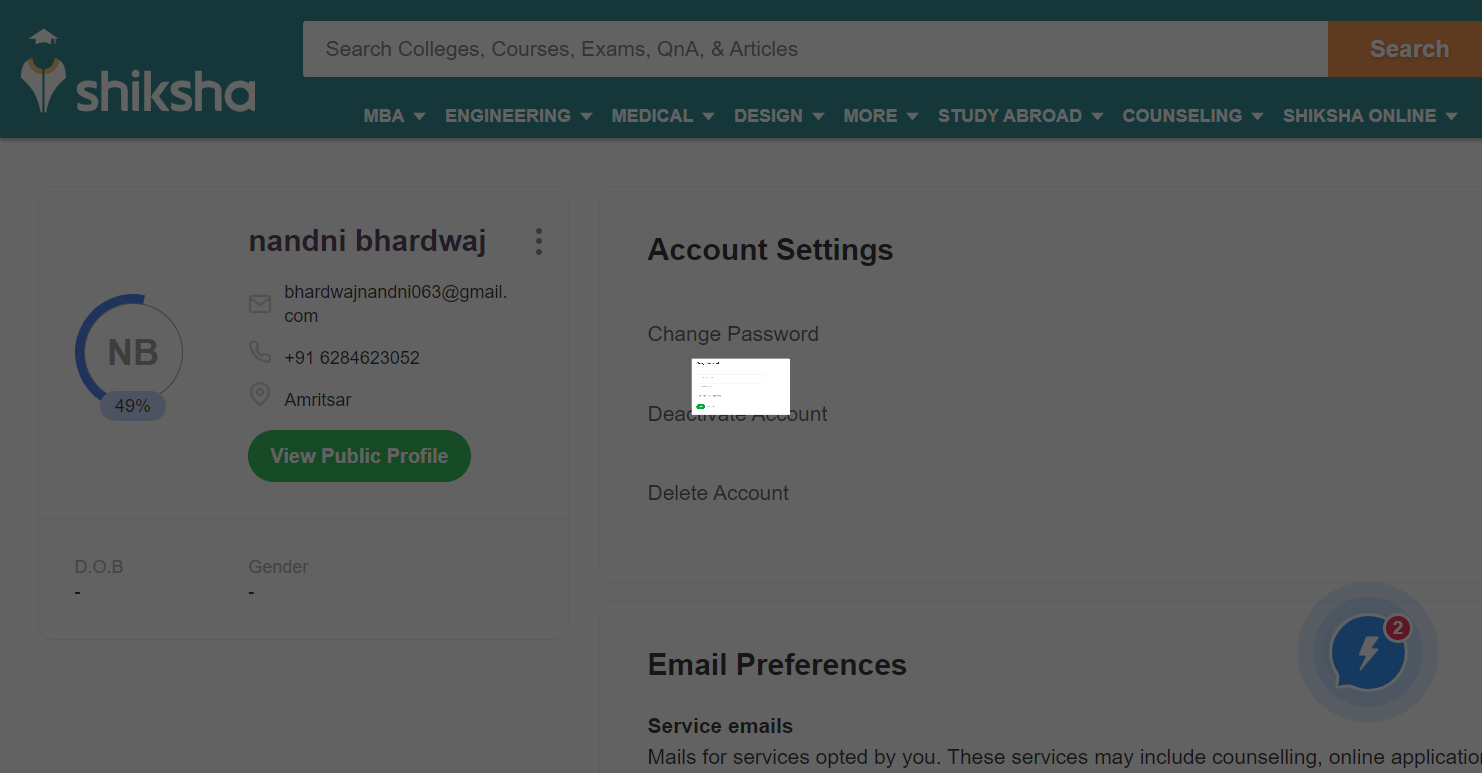 shiksha
Search Colleges, Courses, Exams, QnA, & Articles
Search
MBA ENGINEERING MEDICAL DESIGN MORE STUDY ABROAD COUNSELING SHIKSHA ONLINE
nandni bhardwaj
bhardwajnandni063@gmail.
com
+91 6284623052
Amritsar
NB
49%
View Public Profile
D.O.B
-
Gender
-
Account Settings
Change Password
Deactivate Account
Delete Account
2
Email Preferences
Service emails
Mails for services opted by you. These services may include counselling, online